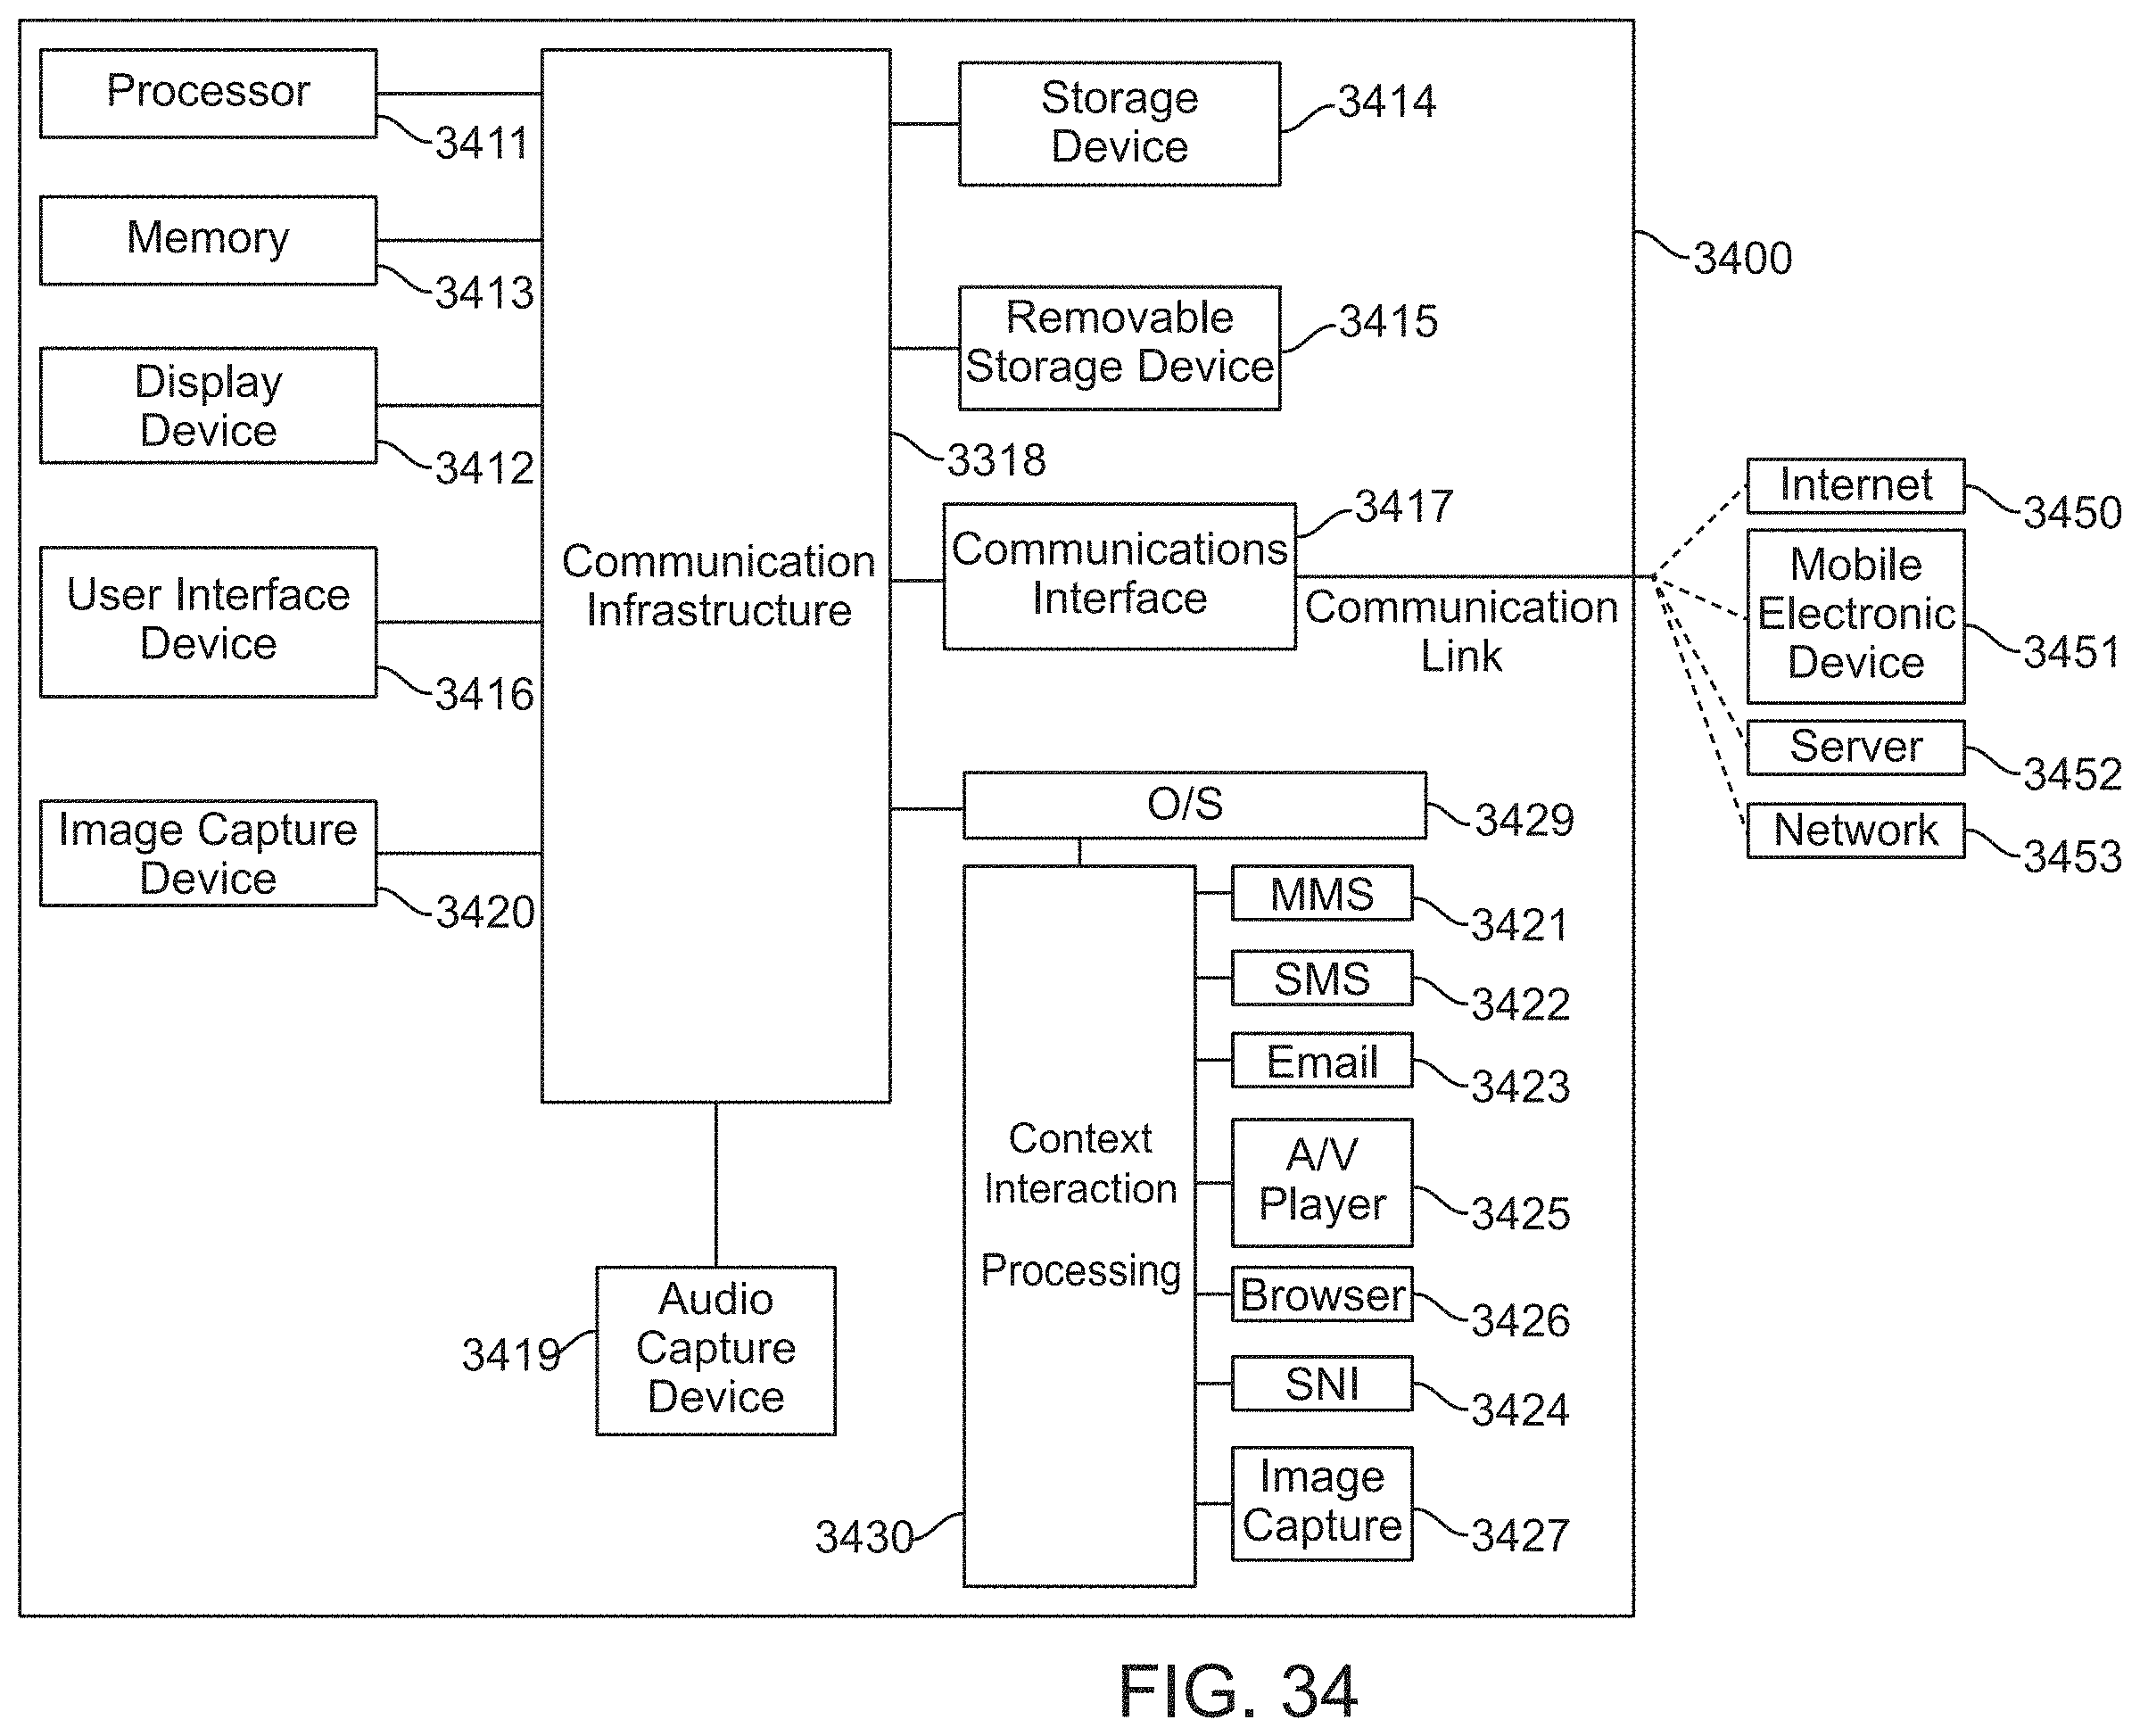 Processor
3411
Memory
3413
Display
Device
3412
User Interface
Device
3416
Image Capture
Device
3420
Communication
Infrastructure
3318
Audio
Capture
Device
3419
Storage
Device
3414
Removable
Storage Device
3415
Communications
Interface
3417
Communication
Link
3400
Internet
3450
Mobile
Electronic
Device
3451
Server
3452
Network
3453
O/S
3429
Context
Interaction
Processing
3430
MMS
3421
SMS
3422
Email
3423
A/V
Player
3425
Browser
3426
SNI
3424
Image
Capture
3427
FIG. 34